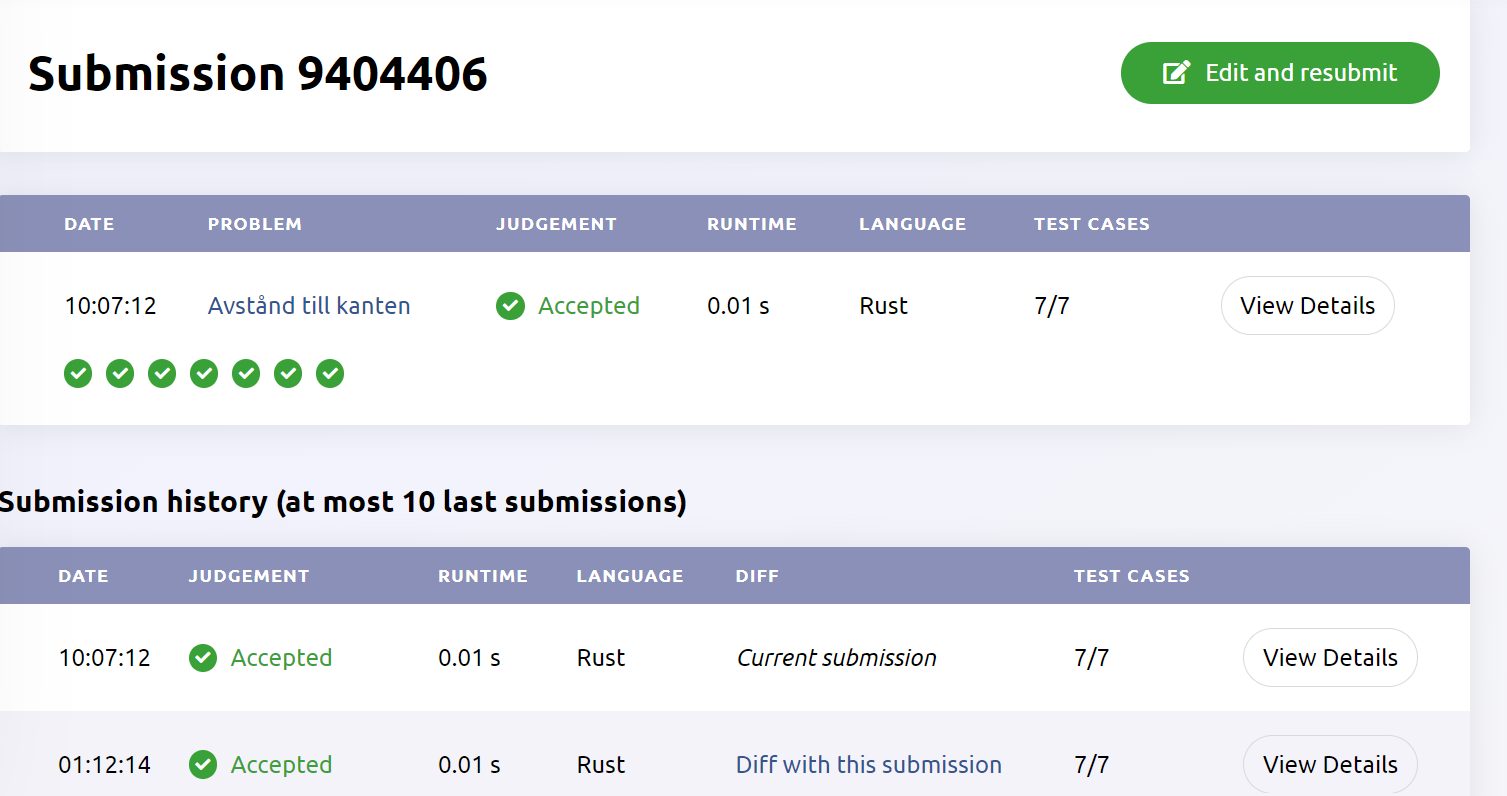 Submission 9404406
Edit and resubmit
DATE PROBLEM JUDGEMENT RUNTIME LANGUAGE TEST CASES
10:07:12 Avstånd till kanten Accepted 0.01 s Rust 7/7 View Details
Submission history (at most 10 last submissions)
DATE JUDGEMENT RUNTIME LANGUAGE DIFF TEST CASES
10:07:12 Accepted 0.01 s Rust Current submission 7/7 View Details
01:12:14 Accepted 0.01 s Rust Diff with this submission 7/7 View Details